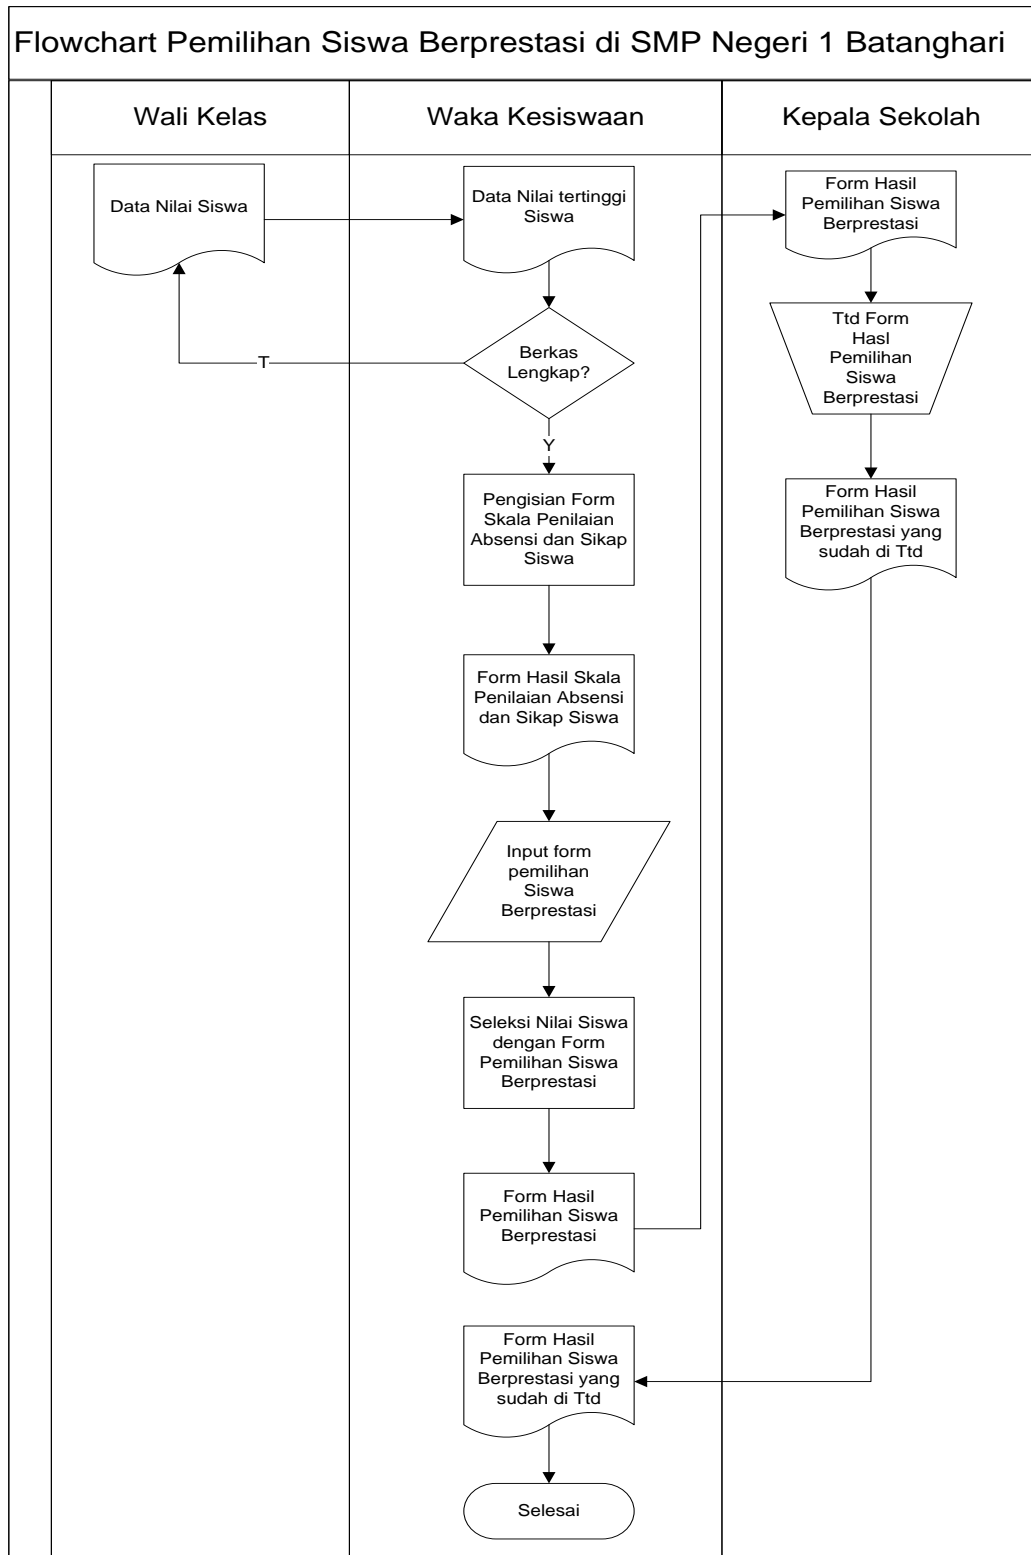 Flowchart Pemilihan Siswa Berprestasi di SMP Negeri 1 Batanghari
Wali Kelas
Waka Kesiswaan
Kepala Sekolah
Data Nilai Siswa
Data Nilai tertinggi
Siswa
Berkas
Lengkap?
T
Y
Pengisian Form
Skala Penilaian
Absensi dan Sikap
Siswa
Form Hasil Skala
Penilaian Absensi
dan Sikap Siswa
Input form
pemilihan
Siswa
Berprestasi
Seleksi Nilai Siswa
dengan Form
Pemilihan Siswa
Berprestasi
Form Hasil
Pemilihan Siswa
Berprestasi
Form Hasil
Pemilihan Siswa
Berprestasi
Ttd Form
Hasl
Pemilihan
Siswa
Berprestasi
Form Hasil
Pemilihan Siswa
Berprestasi yang
sudah di Ttd
Form Hasil
Pemilihan Siswa
Berprestasi yang
sudah di Ttd
Selesai